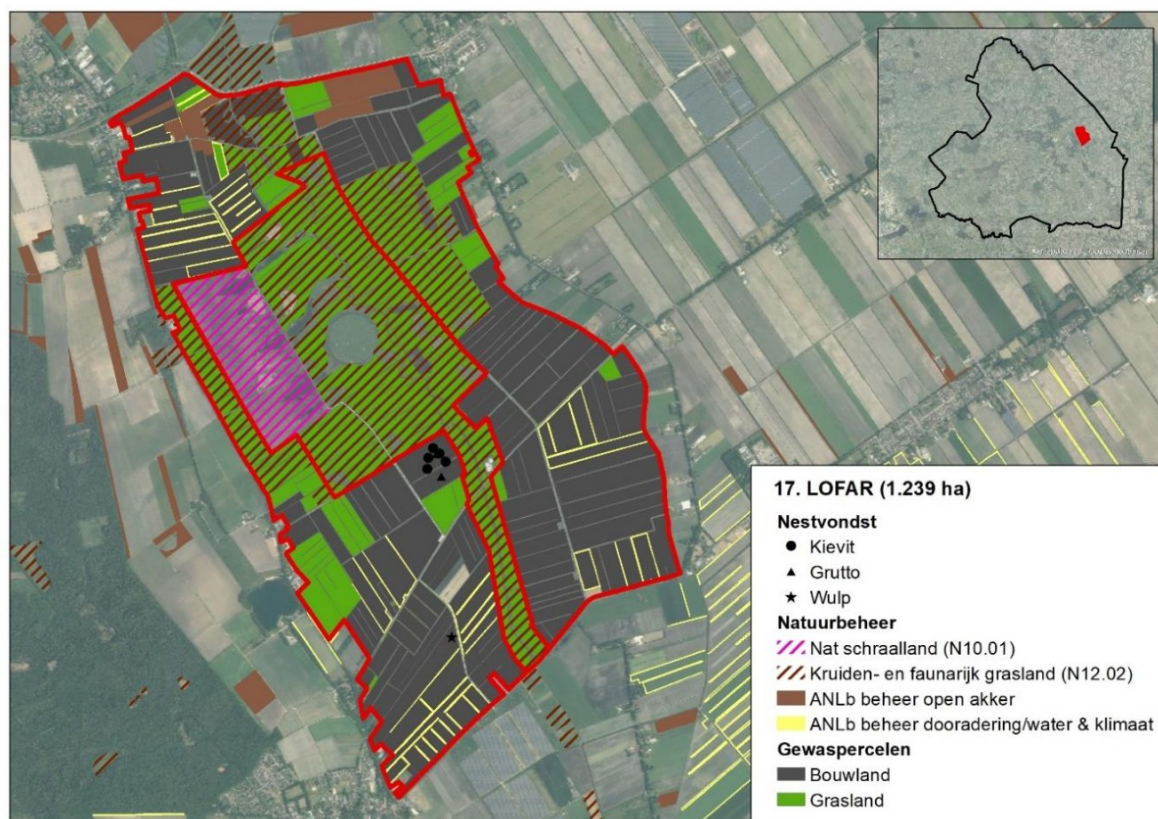 17. LOFAR (1.239 ha)
Nestvondst
Kievit
Grutto
Wulp
Natuurbeheer
Nat schraalland (N10.01)
Kruiden- en faunarijk grasland (N12.02)
ANLb beheer open akker
ANLb beheer dooradering/water & klimaat
Gewaspercelen
Bouwland
Grasland